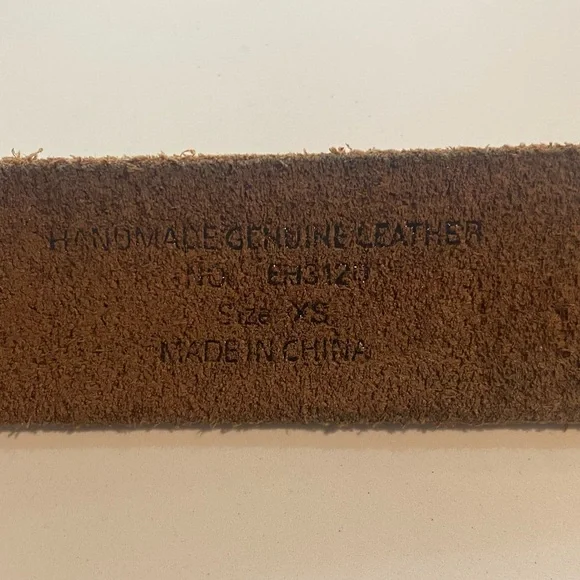 HANDMADE GENUINE LEATHER
NO.
Size XS
MADE IN CHINA